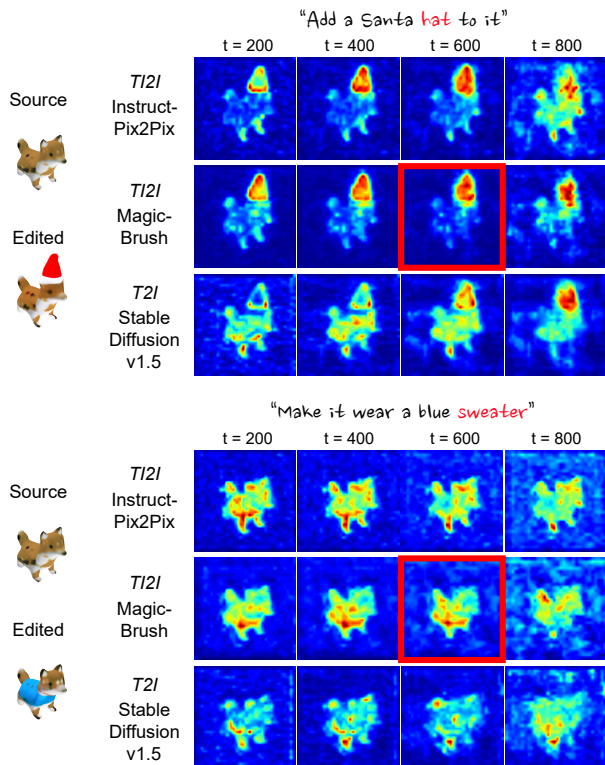 “Add a Santa hat to it”
t = 200 t = 400 t = 600 t = 800
Source
TI2I
Instruct-
Pix2Pix
Edited
TI2I
Magic-
Brush
T2I
Stable
Diffusion
v1.5
“Make it wear a blue sweater”
t = 200 t = 400 t = 600 t = 800
Source
TI2I
Instruct-
Pix2Pix
Edited
TI2I
Magic-
Brush
T2I
Stable
Diffusion
v1.5